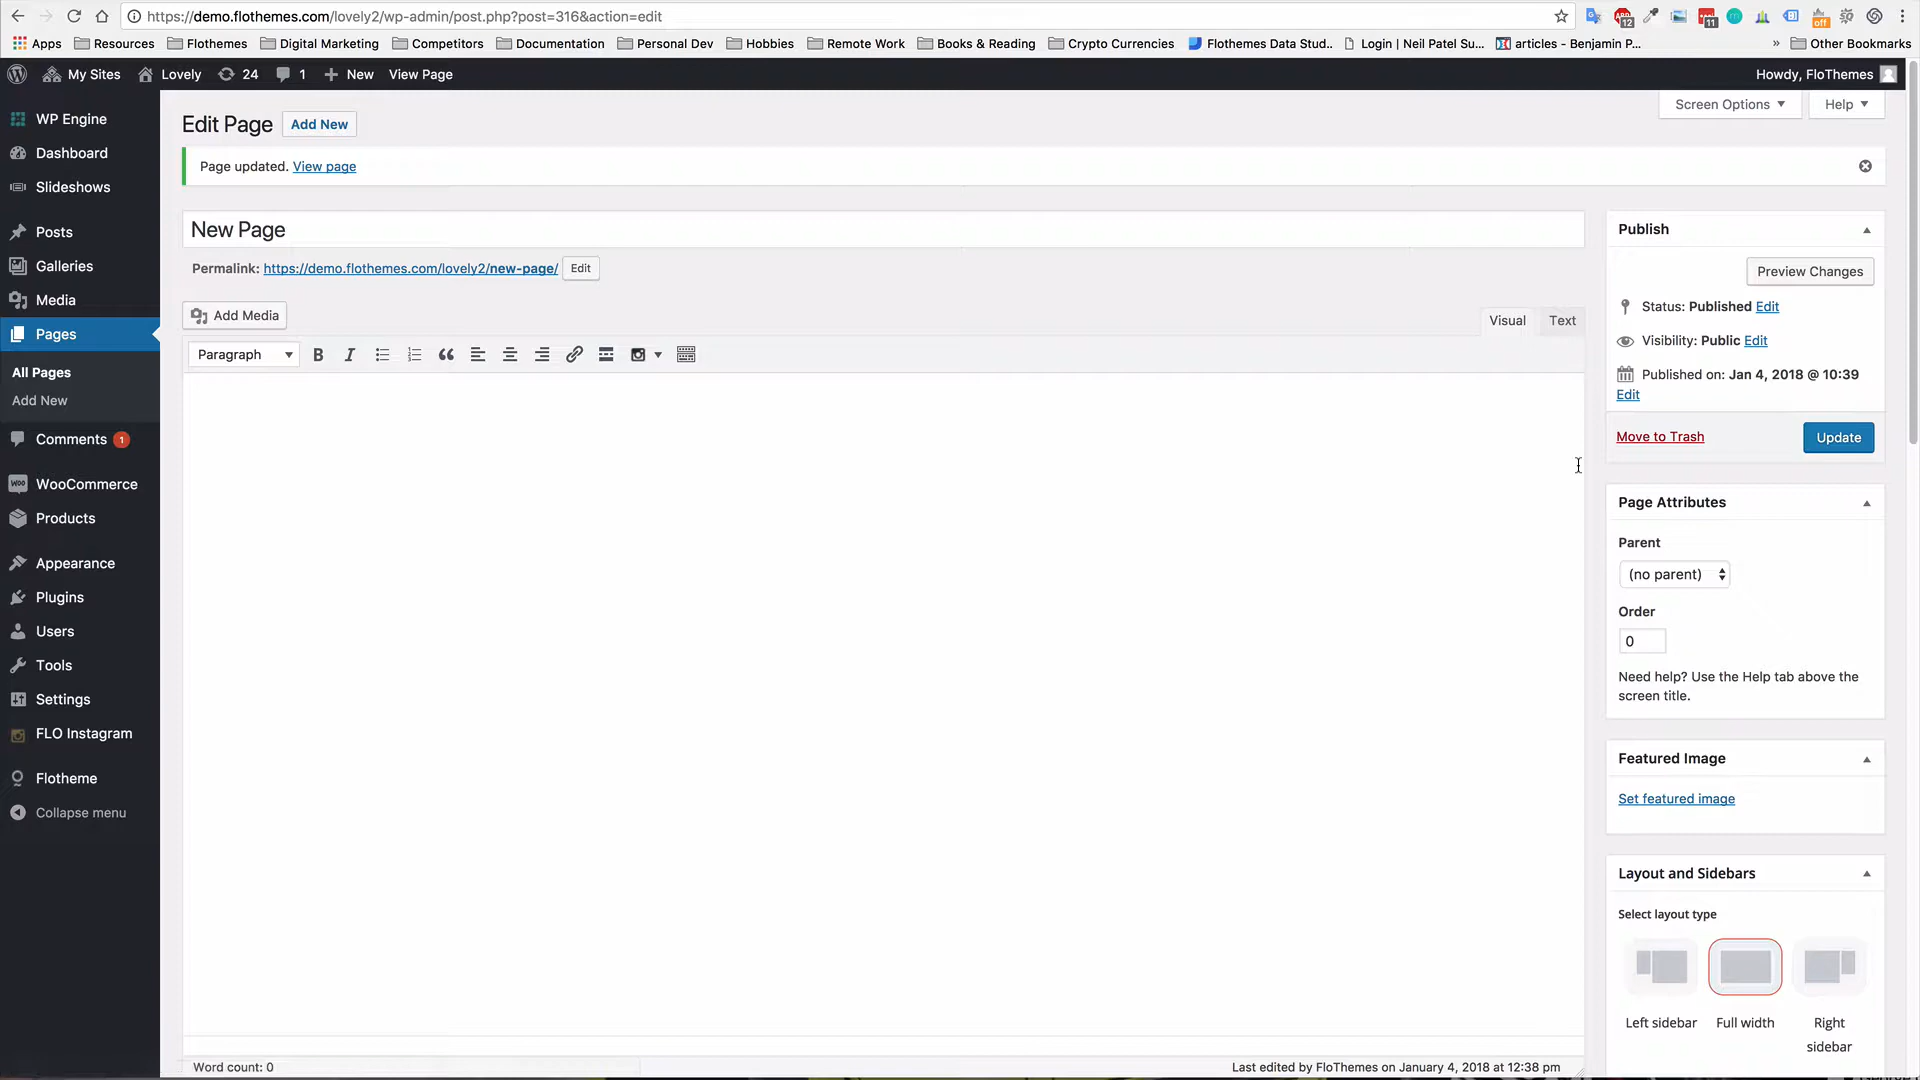 https://demo.flothemes.com/lovely2/wp-admin/post.php?post=316&action=edit
12
11
off
Apps
Resources
Flothemes
Digital Marketing
Competitors
Documentation
Personal Dev
Hobbies
Remote Work
Books & Reading
Crypto Currencies
Flothemes Data Stud..
Login | Neil Patel Su...
articles - Benjamin P...
»
Other Bookmarks
My Sites
Lovely
24
1
New
View Page
Howdy, FloThemes
WP Engine
Dashboard
Slideshows
Posts
Galleries
Media
Pages
All Pages
Add New
Comments 1
WooCommerce
Products
Appearance
Plugins
Users
Tools
Settings
FLO Instagram
Flotheme
Collapse menu
Screen Options
Help
Edit Page
Add New
Page updated. View page
New Page
Permalink: https://demo.flothemes.com/lovely2/new-page/ Edit
Add Media
Visual
Text
Paragraph
Word count: 0
Last edited by FloThemes on January 4, 2018 at 12:38 pm
Publish
Preview Changes
Status: Published Edit
Visibility: Public Edit
Published on: Jan 4, 2018 @ 10:39
Edit
Move to Trash
Update
Page Attributes
Parent
(no parent)
Order
0
Need help? Use the Help tab above the
screen title.
Featured Image
Set featured image
Layout and Sidebars
Select layout type
Left sidebar
Full width
Right
sidebar